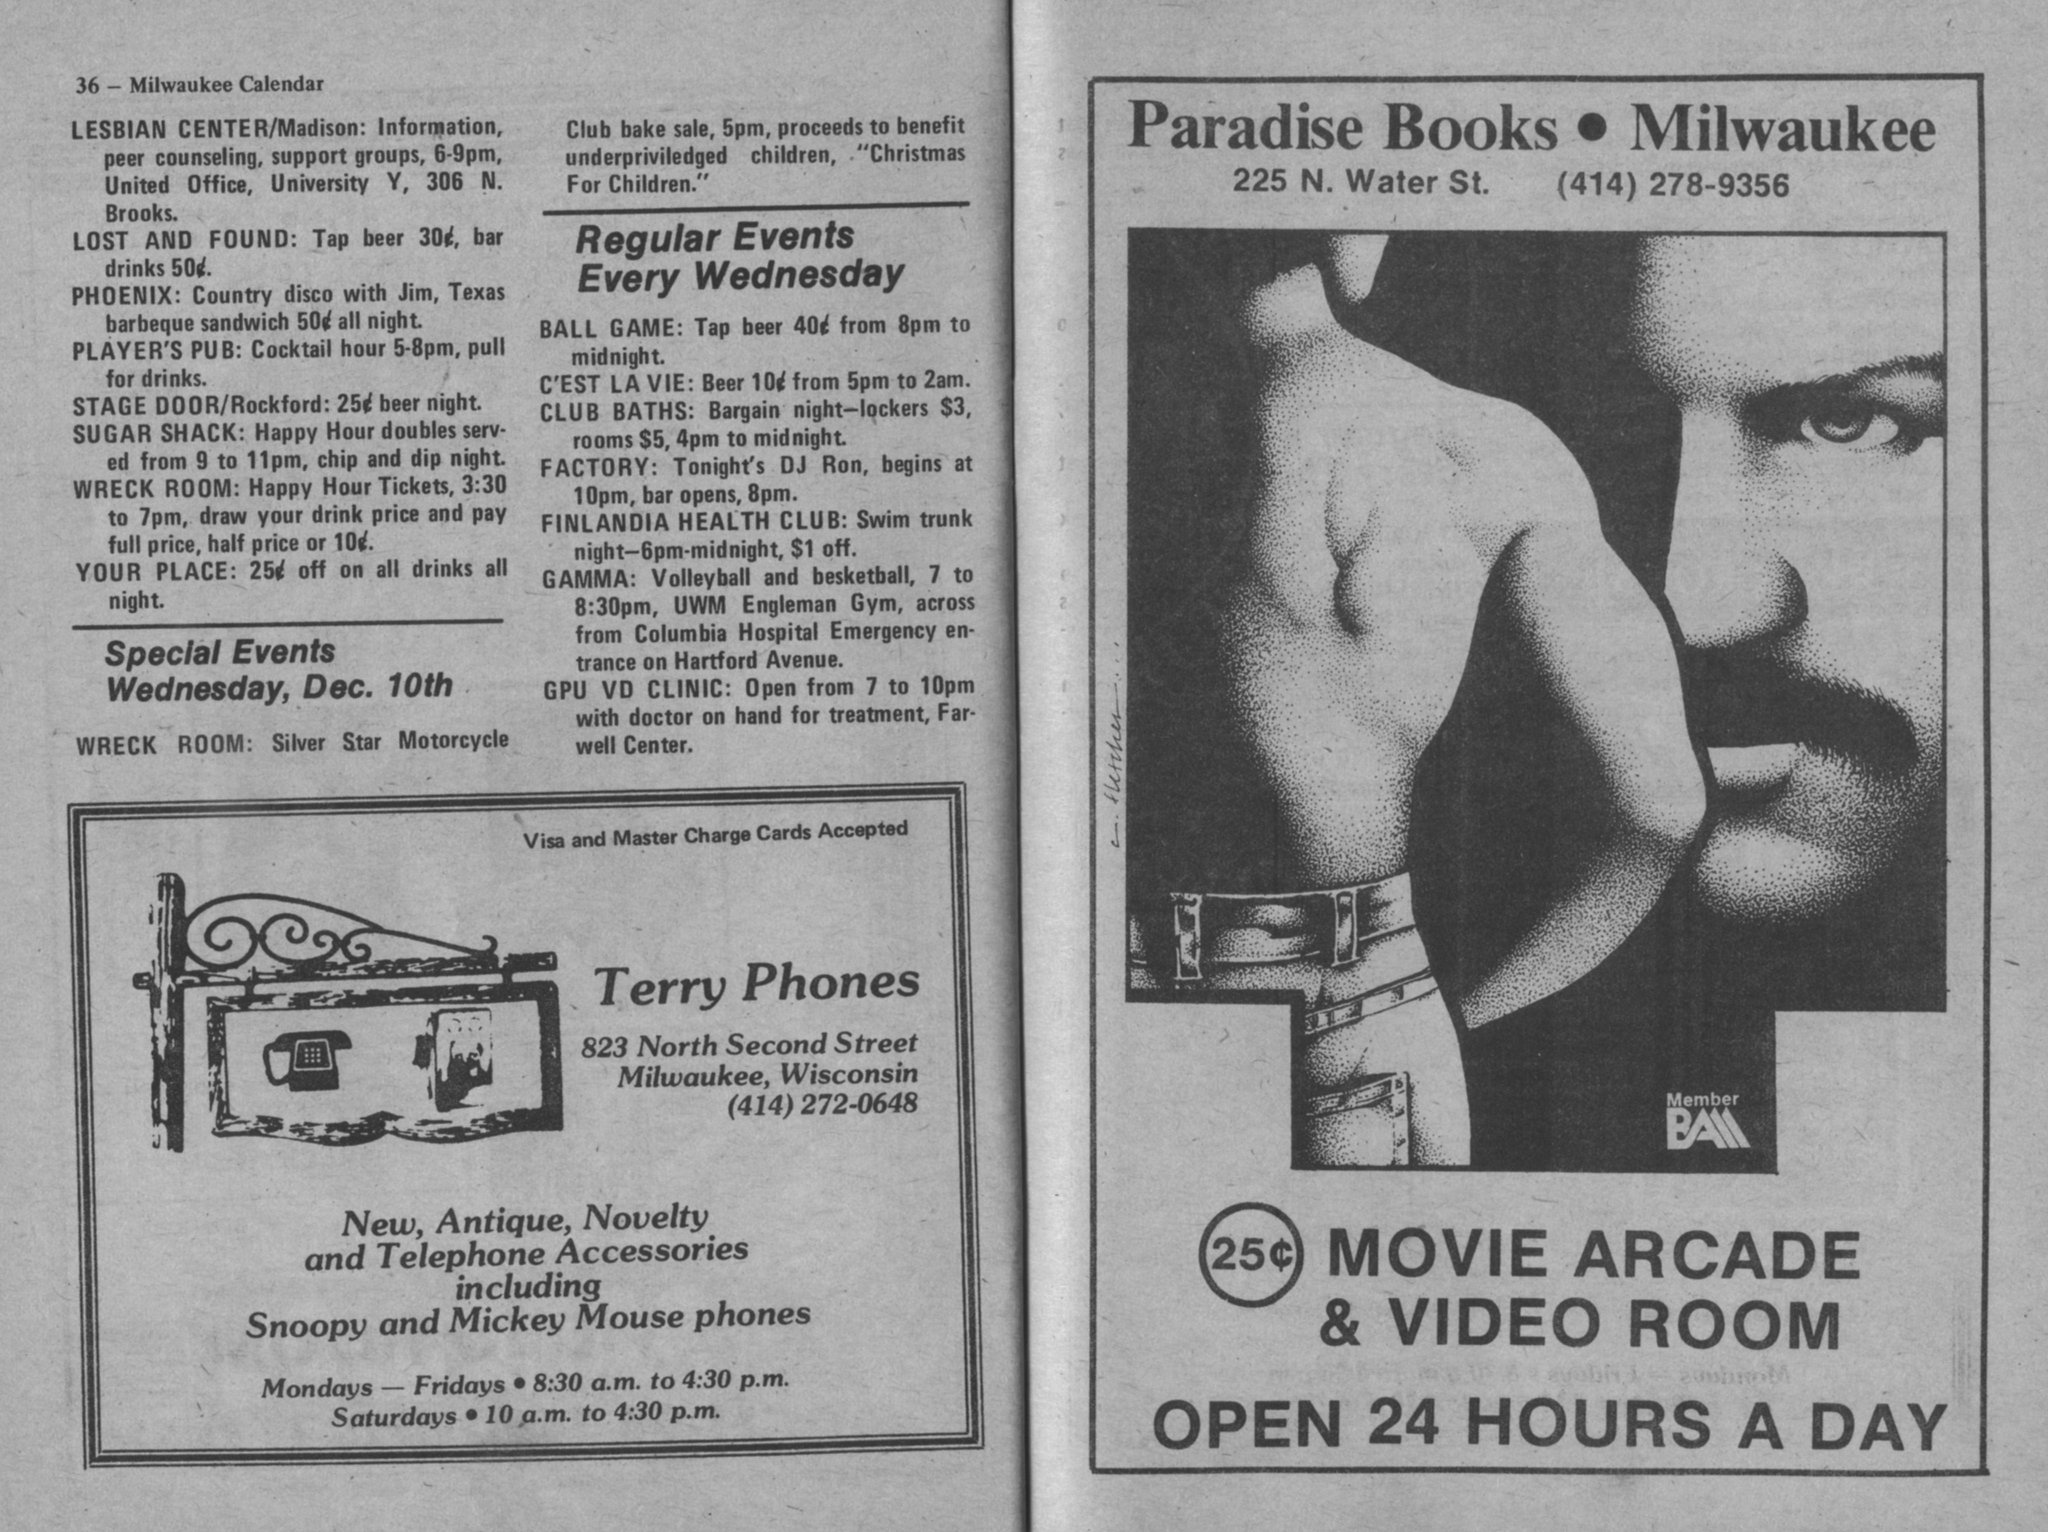 36 — Milwaukee Calendar
LESBIAN CENTER/Madison: Information,
peer counseling, support groups, 6-9pm,
United Office, University Y, 306 N.
Brooks.
LOST AND FOUND: Tap beer 30¢, bar
drinks 50¢.
PHOENIX: Country disco with Jim, Texas
barbeque sandwich 50¢ all night.
PLAYER'S PUB: Cocktail hour 5-8pm, pull
for drinks.
STAGE DOOR/Rockford: 25¢ beer night.
SUGAR SHACK: Happy Hour doubles serv-
ed from 9 to 11pm, chip and dip night.
WRECK ROOM: Happy Hour Tickets, 3:30
to 7pm, draw your drink price and pay
full price, half price or 10¢.
YOUR PLACE: 25¢ off on all drinks all
night.
Special Events
Wednesday, Dec. 10th
WRECK ROOM: Silver Star Motorcycle
Club bake sale, 5pm, proceeds to benefit
underpriviledged children, "Christmas
For Children."
Regular Events
Every Wednesday
BALL GAME: Tap beer 40¢ from 8pm to
midnight.
C'EST LA VIE: Beer 10¢ from 5pm to 2am.
CLUB BATHS: Bargain night—lockers $3,
rooms $5, 4pm to midnight.
FACTORY: Tonight's DJ Ron, begins at
10pm, bar opens, 8pm.
FINLANDIA HEALTH CLUB: Swim trunk
night—6pm-midnight, $1 off.
GAMMA: Volleyball and besketball, 7 to
8:30pm, UWM Engleman Gym, across
from Columbia Hospital Emergency en-
trance on Hartford Avenue.
GPU VD CLINIC: Open from 7 to 10pm
with doctor on hand for treatment, Far-
well Center.
Visa and Master Charge Cards Accepted
Terry Phones
823 North Second Street
Milwaukee, Wisconsin
(414) 272-0648
New, Antique, Novelty
and Telephone Accessories
including
Snoopy and Mickey Mouse phones
Mondays — Fridays • 8:30 a.m. to 4:30 p.m.
Saturdays • 10 a.m. to 4:30 p.m.
Paradise Books • Milwaukee
225 N. Water St. (414) 278-9356
Member
BAM
25¢ MOVIE ARCADE
& VIDEO ROOM
OPEN 24 HOURS A DAY